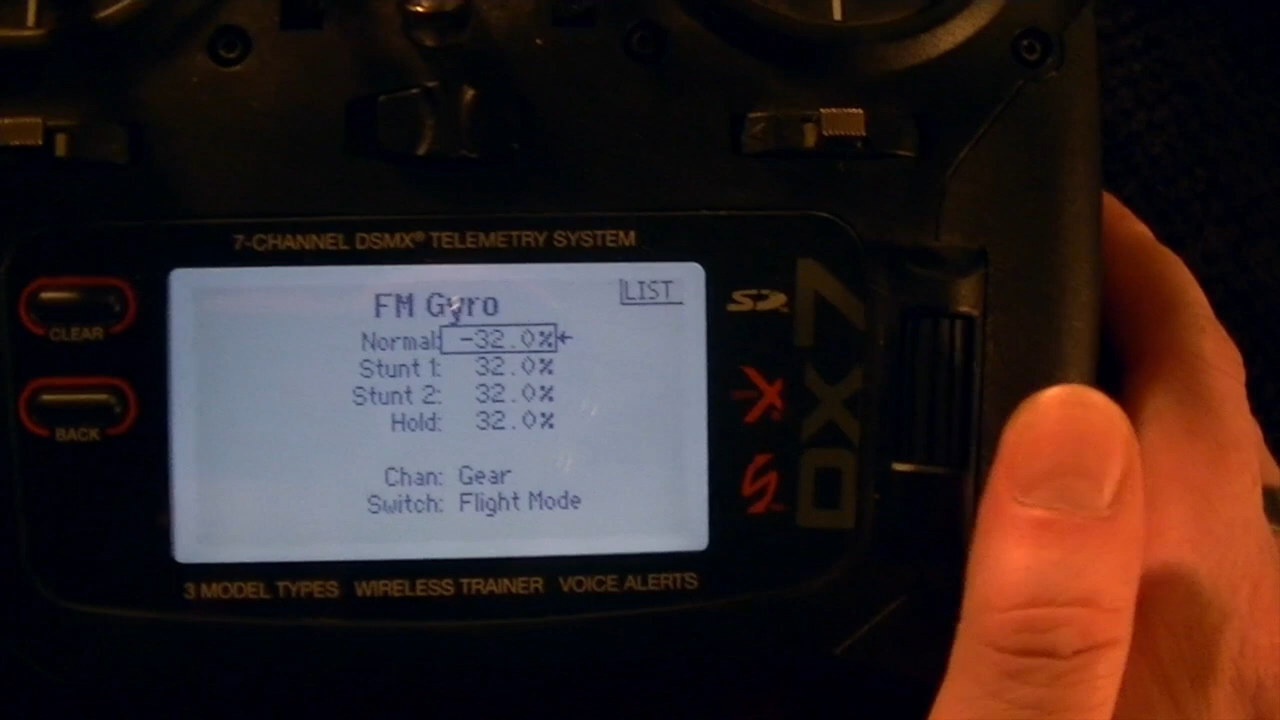 7-CHANNEL DSMX® TELEMETRY SYSTEM
CLEAR
BACK
FM Gyro
LIST
Normal: -32.0%←
Stunt 1: 32.0%
Stunt 2: 32.0%
Hold: 32.0%
Chan: Gear
Switch: Flight Mode
SD
DX7
3 MODEL TYPES WIRELESS TRAINER VOICE ALERTS